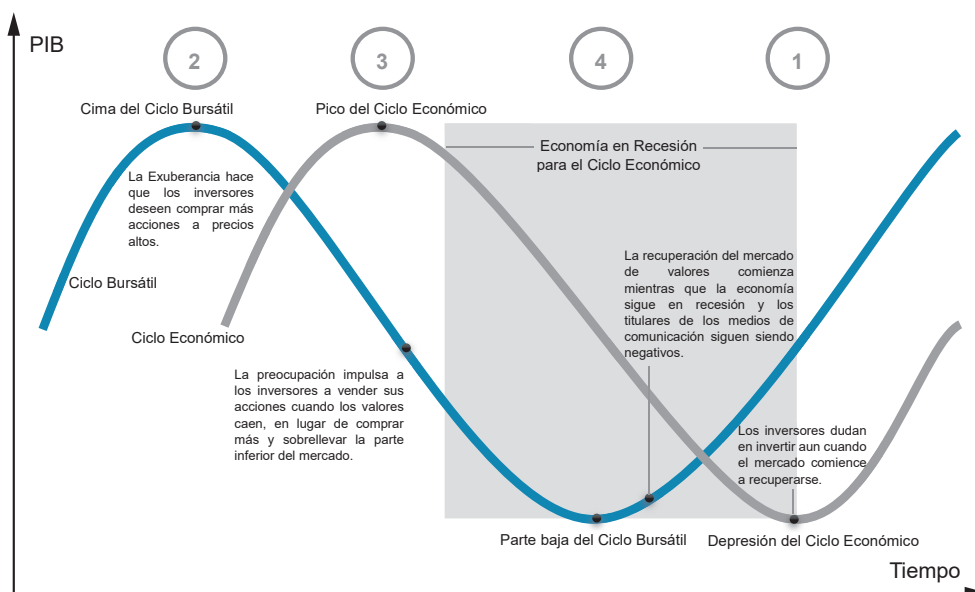 PIB
2
3
4
1
Cima del Ciclo Bursátil
Pico del Ciclo Económico
Economía en Recesión
para el Ciclo Económico
La Exuberancia hace
que los inversores
deseen comprar más
acciones a precios
altos.
Ciclo Bursátil
La recuperación del mercado
de valores comienza
mientras que la economía
sigue en recesión y los
titulares de los medios de
comunicación siguen siendo
negativos.
Ciclo Económico
La preocupación impulsa a
los inversores a vender sus
acciones cuando los valores
caen, en lugar de comprar
más y sobrellevar la parte
inferior del mercado.
Los inversores dudan
en invertir aun cuando
el mercado comience
a recuperarse.
Parte baja del Ciclo Bursátil
Depresión del Ciclo Económico
Tiempo